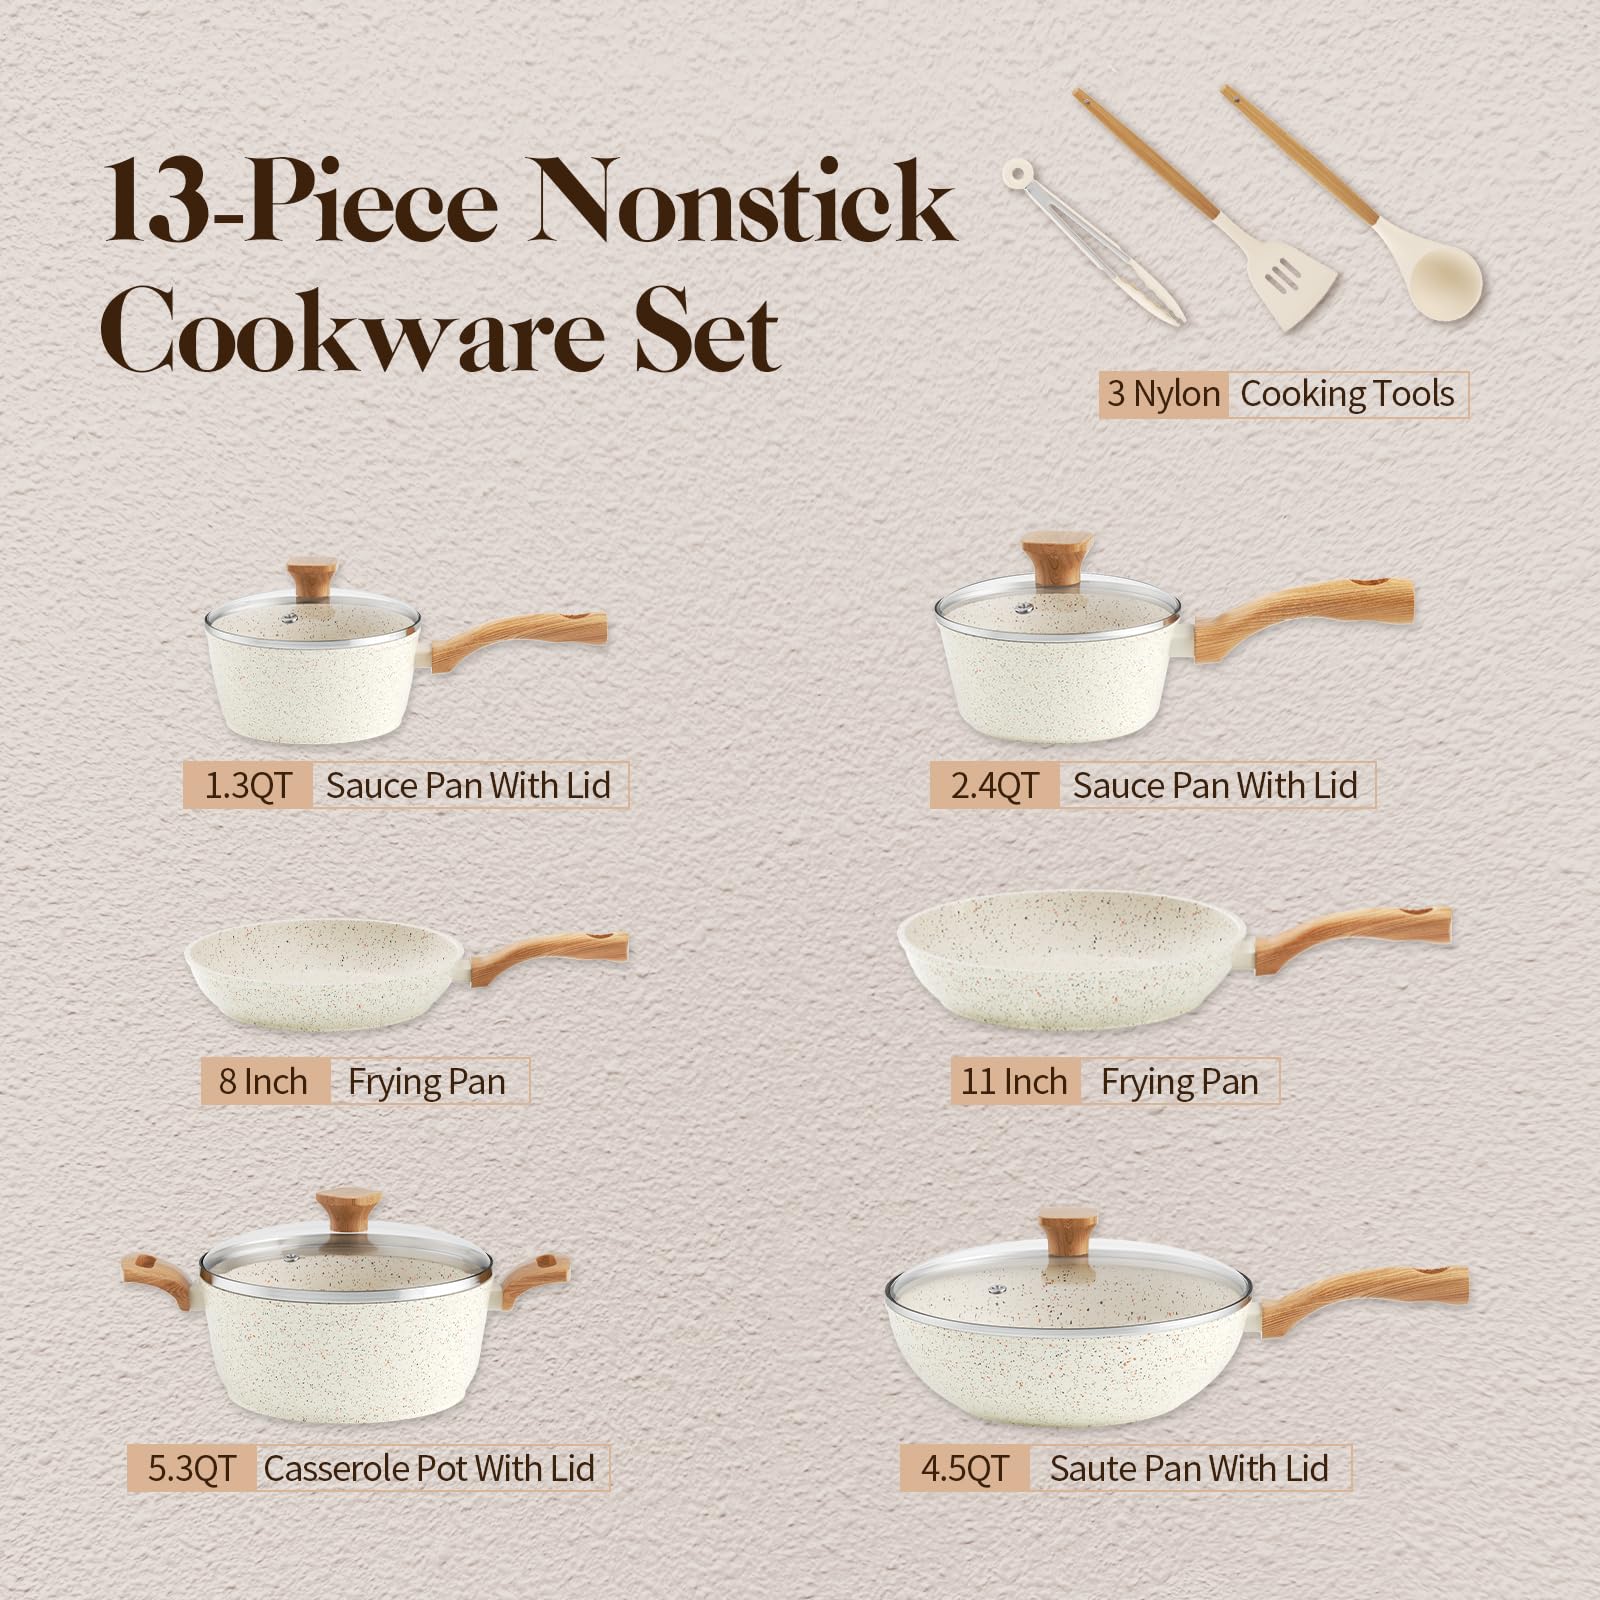 13-Piece Nonstick
Cookware Set
3 Nylon Cooking Tools
1.3QT Sauce Pan With Lid
2.4QT Sauce Pan With Lid
8 Inch Frying Pan
11 Inch Frying Pan
5.3QT Casserole Pot With Lid
4.5QT Saute Pan With Lid